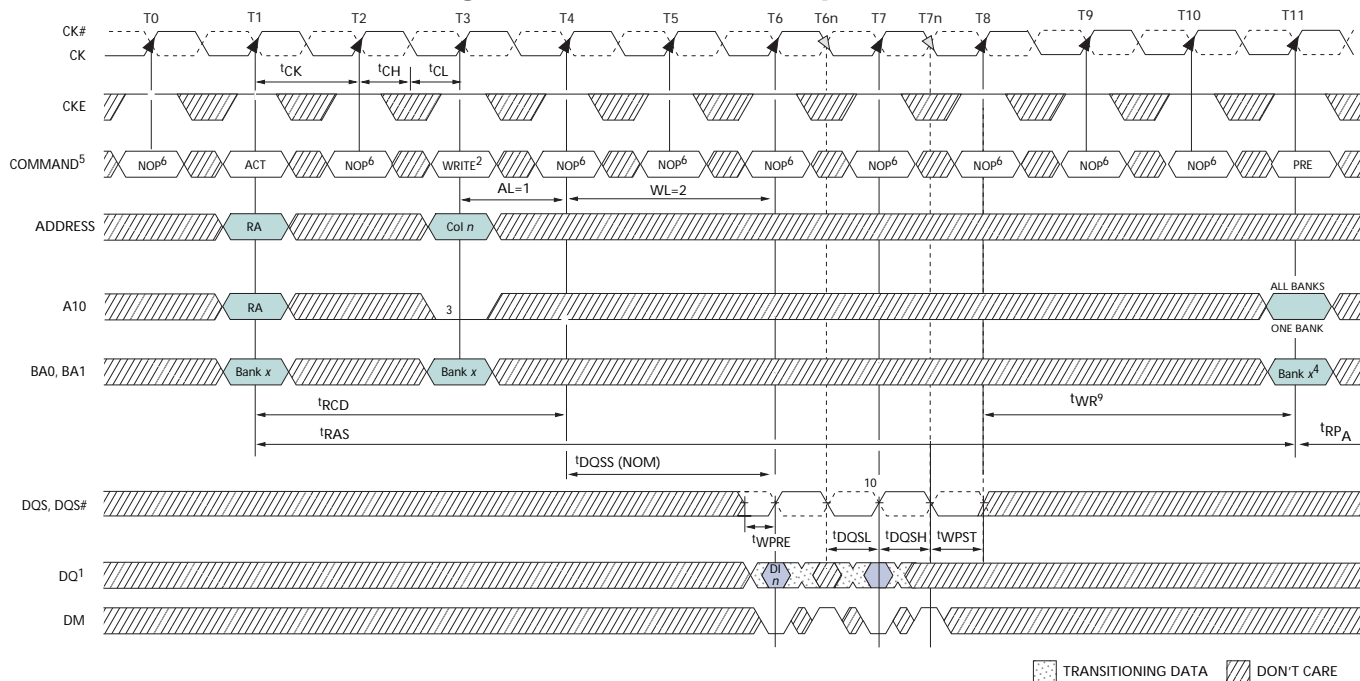 T0 T1 T2 T3 T4 T5 T6 T6n T7 T7n T8 T9 T10 T11
CK#
CK
tCK tCH tCL
CKE
COMMAND5 NOP6 ACT NOP6 WRITE2 NOP6 NOP6 NOP6 NOP6 NOP6 NOP6 NOP6 PRE
AL=1 WL=2
ADDRESS RA Col n
ALL BANKS
A10 RA 3
ONE BANK
BA0, BA1 Bank x Bank x Bank x4
tRCD tWR9
tRAS tRPA
tDQSS (NOM)
10
DQS, DQS#
tWPRE tDQSL tDQSH tWPST
DQ1 DI
n
DM
TRANSITIONING DATA DON'T CARE